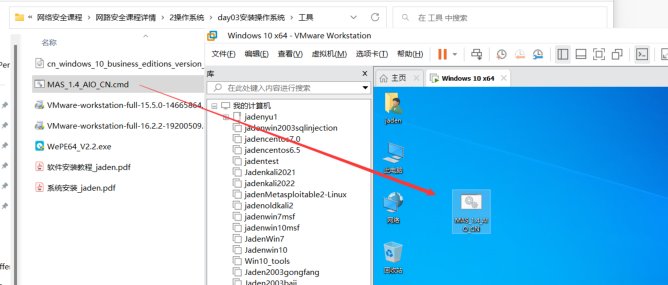 网络安全课程 > 网路安全课程详情 > 2操作系统 > day03安装操作系统 > 工具
在 工具 中搜索
名称
cn_windows_10_business_editions_version_
MAS_1.4_AIO_CN.cmd
VMware-workstation-full-15.5.0-14665864.
VMware-workstation-full-16.2.2-19200509.
WePE64_V2.2.exe
软件安装教程_jaden.pdf
系统安装_jaden.pdf
Windows 10 x64 - VMware Workstation
文件(F) 编辑(E) 查看(V) 虚拟机(M) 选项卡(T) 帮助(H)
库
在此处键入内容进行搜索
我的计算机
jadenyu1
jadenwin2003sqlinjection
jadencentos7.0
jadencentos6.5
jadentest
Jadenkali2021
jadenkali2022
jadenMetasploitable2-Linux
jadenoldkali2
jadenwin7msf
jadenwin10msf
JadenWin7
Jadenwin10
Win10_tools
Jaden2003gongfang
Jaden2003baji
主页
Windows 10 x64
jaden
此电脑
网络
回收站
MAS_1.4_AI
O_CN